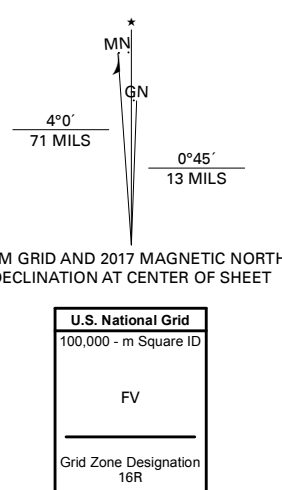 MN
GN
4°0´
71 MILS
0°45´
13 MILS
M GRID AND 2017 MAGNETIC NORTH
DECLINATION AT CENTER OF SHEET
U.S. National Grid
100,000 - m Square ID
FV
Grid Zone Designation
16R